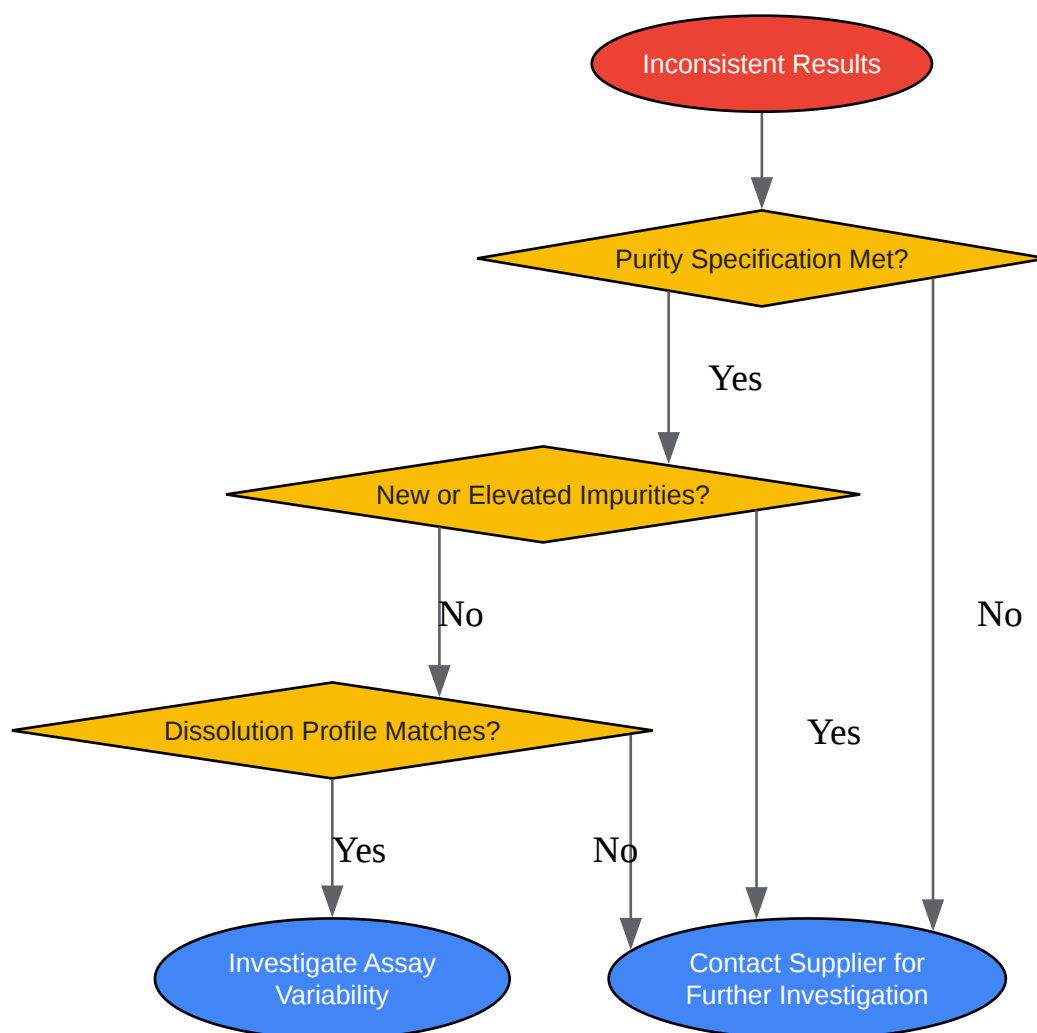 Inconsistent Results
Purity Specification Met?
Yes
New or Elevated Impurities?
No
No
Dissolution Profile Matches?
Yes
Yes
No
Investigate Assay
Variability
Contact Supplier for
Further Investigation